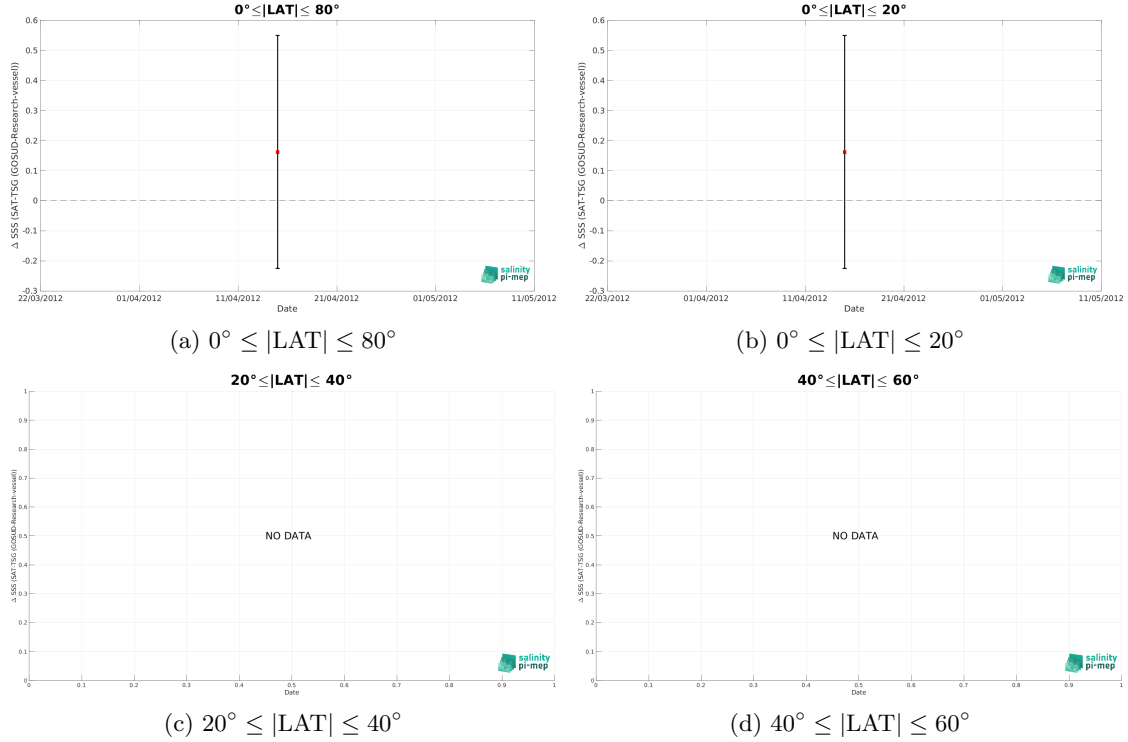 0°≤|LAT|≤ 80°
0.6
0.5
0.4
0.3
0.2
0.1
0
-0.1
-0.2
-0.3
Δ SSS (SAT-TSG (GOSUD-Research-vessel))
22/03/2012 01/04/2012 11/04/2012 21/04/2012 01/05/2012 11/05/2012
Date
salinity
pi-mep
(a) 0° ≤ |LAT| ≤ 80°
0°≤|LAT|≤ 20°
0.6
0.5
0.4
0.3
0.2
0.1
0
-0.1
-0.2
-0.3
Δ SSS (SAT-TSG (GOSUD-Research-vessel))
22/03/2012 01/04/2012 11/04/2012 21/04/2012 01/05/2012 11/05/2012
Date
salinity
pi-mep
(b) 0° ≤ |LAT| ≤ 20°
20°≤|LAT|≤ 40°
1
0.9
0.8
0.7
0.6
0.5
0.4
0.3
0.2
0.1
0
Δ SSS (SAT-TSG (GOSUD-Research-vessel))
NO DATA
0 0.1 0.2 0.3 0.4 0.5 0.6 0.7 0.8 0.9 1
Date
salinity
pi-mep
(c) 20° ≤ |LAT| ≤ 40°
40°≤|LAT|≤ 60°
1
0.9
0.8
0.7
0.6
0.5
0.4
0.3
0.2
0.1
0
Δ SSS (SAT-TSG (GOSUD-Research-vessel))
NO DATA
0 0.1 0.2 0.3 0.4 0.5 0.6 0.7 0.8 0.9 1
Date
salinity
pi-mep
(d) 40° ≤ |LAT| ≤ 60°